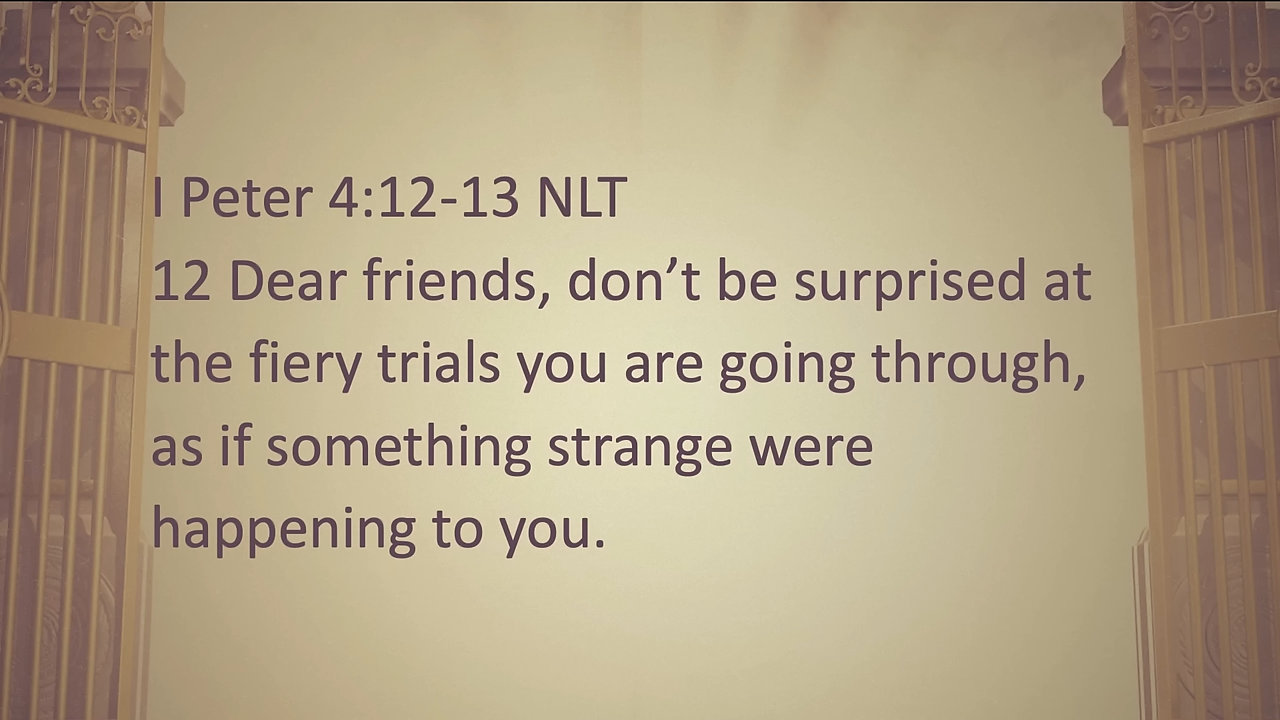 I Peter 4:12-13 NLT
12 Dear friends, don’t be surprised at
the fiery trials you are going through,
as if something strange were
happening to you.